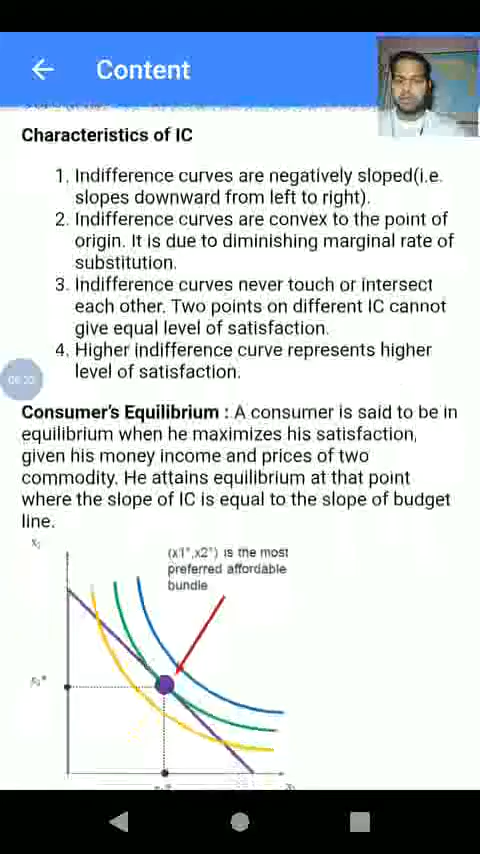 Content
Characteristics of IC
1. Indifference curves are negatively sloped(i.e.
slopes downward from left to right).
2. Indifference curves are convex to the point of
origin. It is due to diminishing marginal rate of
substitution.
3. Indifference curves never touch or intersect
each other. Two points on different IC cannot
give equal level of satisfaction.
4. Higher indifference curve represents higher
level of satisfaction.
Consumer's Equilibrium : A consumer is said to be in
equilibrium when he maximizes his satisfaction,
given his money income and prices of two
commodity. He attains equilibrium at that point
where the slope of IC is equal to the slope of budget
line.
(x1*,x2*) is the most
preferred affordable
bundle